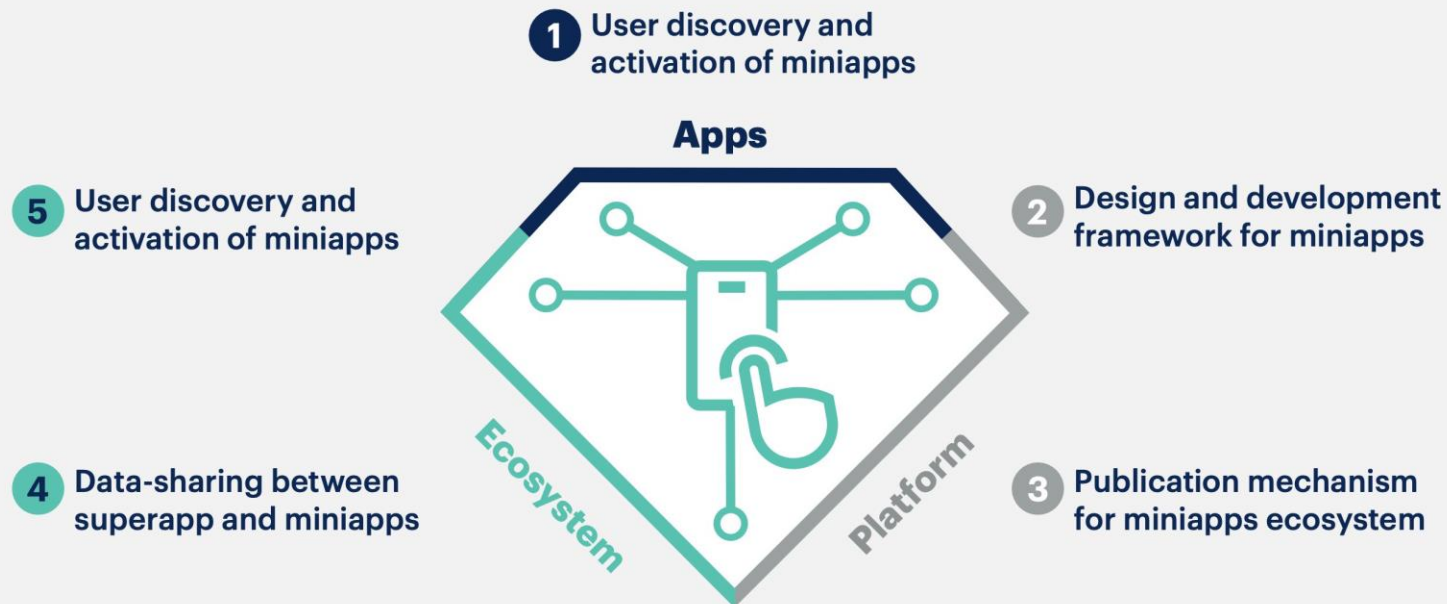 1 User discovery and
activation of miniapps
Apps
5 User discovery and
activation of miniapps
2 Design and development
framework for miniapps
Ecosystem
Platform
4 Data-sharing between
superapp and miniapps
3 Publication mechanism
for miniapps ecosystem